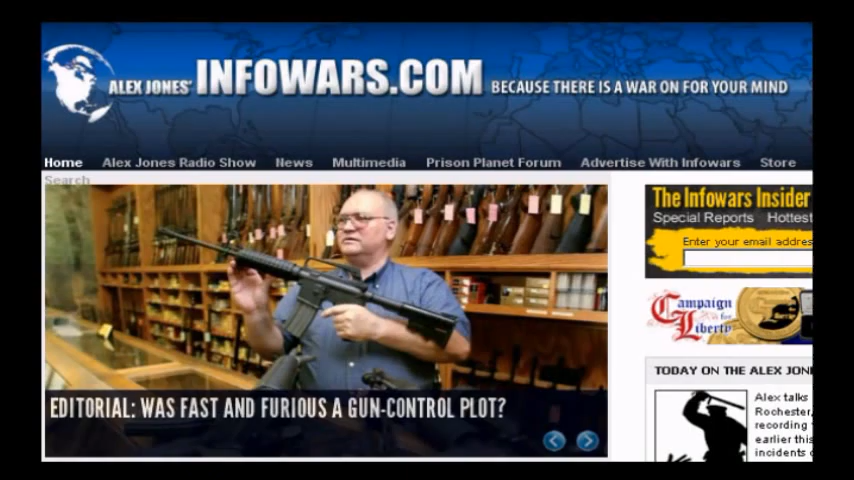 ALEX JONES' INFOWARS.COM BECAUSE THERE IS A WAR ON FOR YOUR MIND
Home Alex Jones Radio Show News Multimedia Prison Planet Forum Advertise With Infowars Store
Search
The Infowars Insider
Special Reports Hottest
Enter your email addres
Campaign
for
Liberty
EDITORIAL: WAS FAST AND FURIOUS A GUN-CONTROL PLOT?
TODAY ON THE ALEX JON
Alex talks
Rochester,
recording
earlier this
incidents